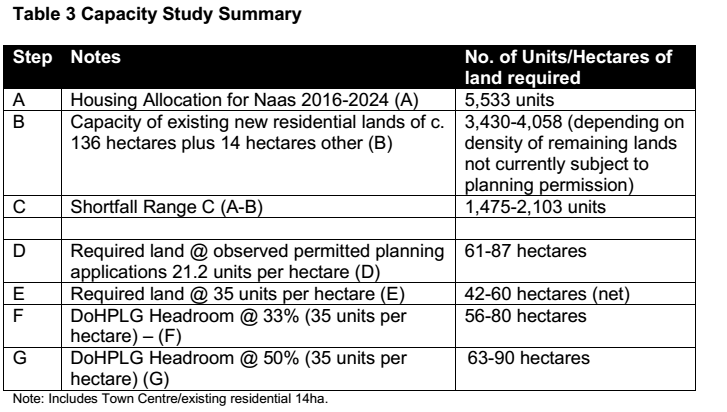 Table 3 Capacity Study Summary
Step Notes No. of Units/Hectares of
land required
A Housing Allocation for Naas 2016-2024 (A) 5,533 units
B Capacity of existing new residential lands of c. 3,430-4,058 (depending on
136 hectares plus 14 hectares other (B) density of remaining lands
not currently subject to
planning permission)
C Shortfall Range C (A-B) 1,475-2,103 units
D Required land @ observed permitted planning 61-87 hectares
applications 21.2 units per hectare (D)
E Required land @ 35 units per hectare (E) 42-60 hectares (net)
F DoHPLG Headroom @ 33% (35 units per 56-80 hectares
hectare) – (F)
G DoHPLG Headroom @ 50% (35 units per 63-90 hectares
hectare) (G)
Note: Includes Town Centre/existing residential 14ha.